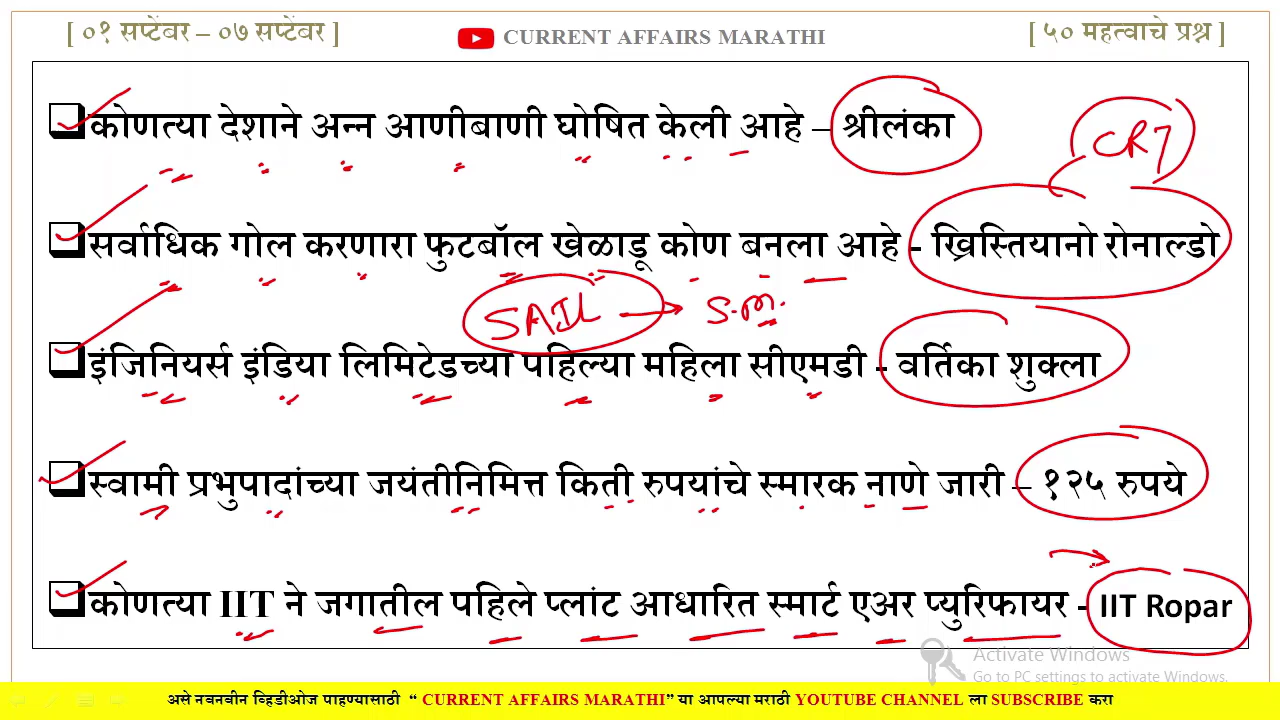 [ ०१ सप्टेंबर – ०७ सप्टेंबर ]
CURRENT AFFAIRS MARATHI
[ ५० महत्वाचे प्रश्न ]
कोणत्या देशाने अन्न आणीबाणी घोषित केली आहे – श्रीलंका
CR7
सर्वाधिक गोल करणारा फुटबॉल खेळाडू कोण बनला आहे - ख्रिस्तियानो रोनाल्डो
SAIL → S.M.
इंजिनियर्स इंडिया लिमिटेडच्या पहिल्या महिला सीएमडी - वर्तिका शुक्ला
स्वामी प्रभुपादांच्या जयंतीनिमित्त किती रुपयांचे स्मारक नाणे जारी – १२५ रुपये
कोणत्या IIT ने जगातील पहिले प्लांट आधारित स्मार्ट एअर प्युरिफायर - IIT Ropar
Activate Windows
Go to PC settings to activate Windows.
असे नवनवीन व्हिडीओज पाहण्यासाठी “ CURRENT AFFAIRS MARATHI” या आपल्या मराठी YOUTUBE CHANNEL ला SUBSCRIBE करा